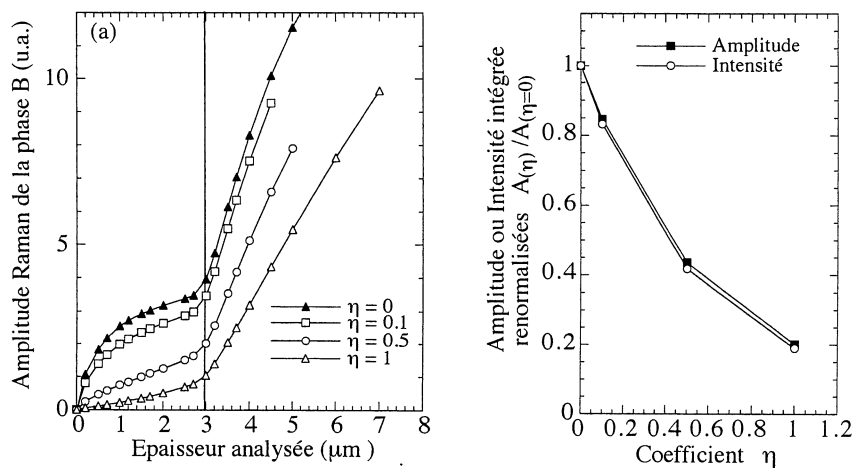 (a)
Amplitude Raman de la phase B (u.a.)
10
5
0
η = 0
η = 0.1
η = 0.5
η = 1
0 1 2 3 4 5 6 7 8
Epaisseur analysée (μm )
Amplitude
Intensité
Amplitude ou Intensité intégrée
renormalisées A(η) /A(η=0)
1
0.8
0.6
0.4
0.2
0
0 0.2 0.4 0.6 0.8 1 1.2
Coefficient η